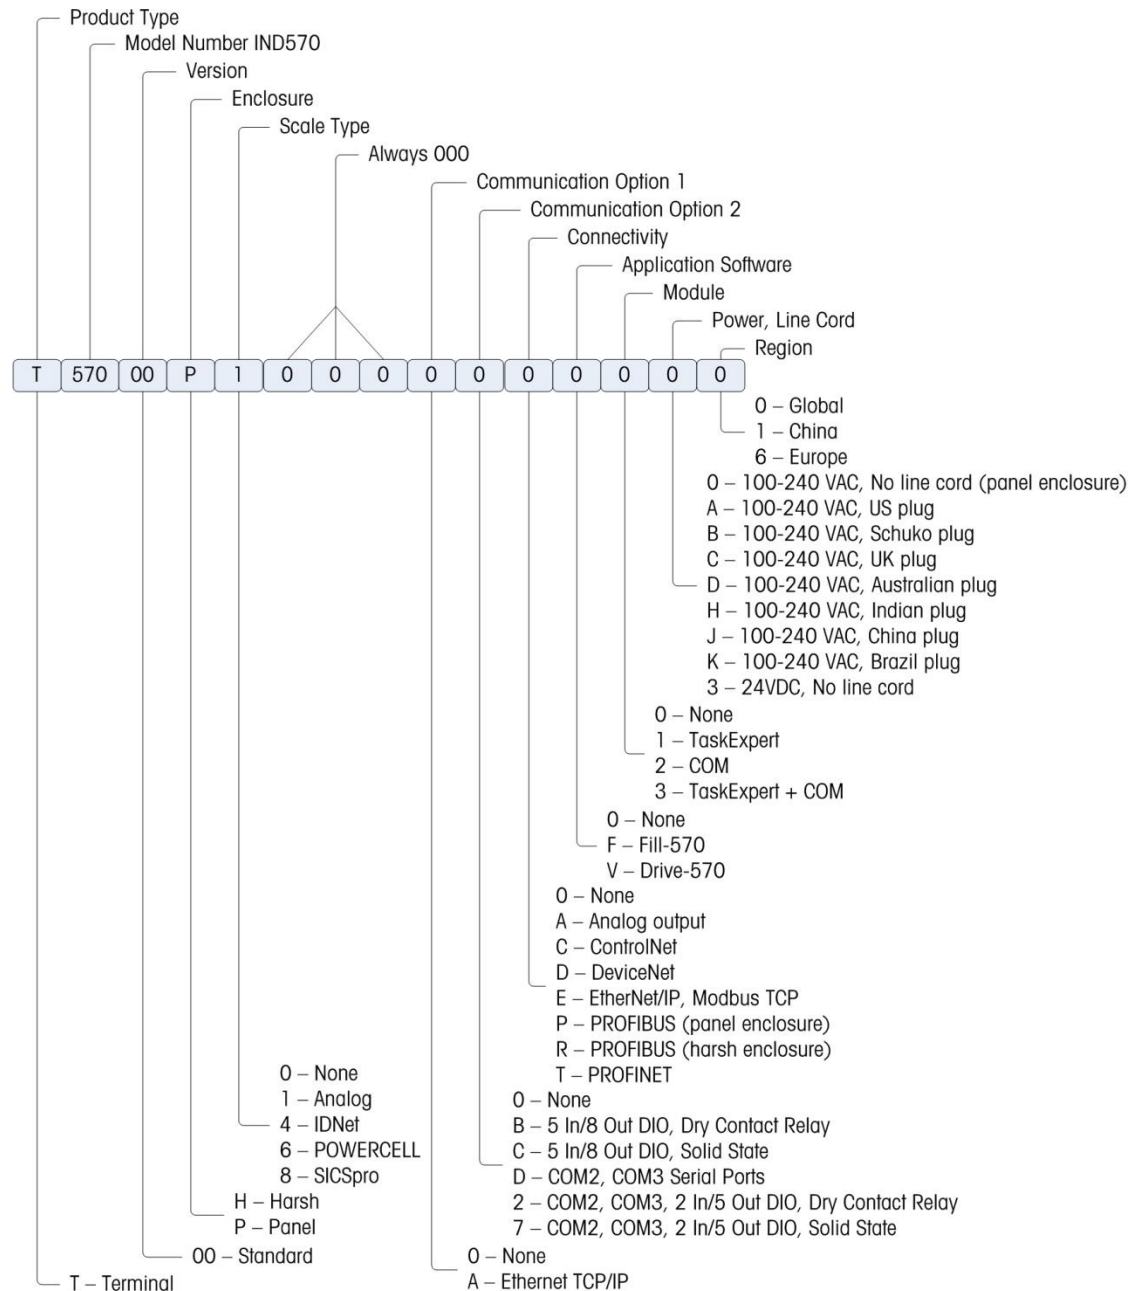 Product Type
Model Number IND570
Version
Enclosure
Scale Type
Always 000
Communication Option 1
Communication Option 2
Connectivity
Application Software
Module
Power, Line Cord
Region
T 570 00 P 1 0 0 0 0 0 0 0 0 0 0
0 – Global
1 – China
6 – Europe
0 – 100-240 VAC, No line cord (panel enclosure)
A – 100-240 VAC, US plug
B – 100-240 VAC, Schuko plug
C – 100-240 VAC, UK plug
D – 100-240 VAC, Australian plug
H – 100-240 VAC, Indian plug
J – 100-240 VAC, China plug
K – 100-240 VAC, Brazil plug
3 – 24VDC, No line cord
0 – None
1 – TaskExpert
2 – COM
3 – TaskExpert + COM
0 – None
F – Fill-570
V – Drive-570
0 – None
A – Analog output
C – ControlNet
D – DeviceNet
E – EtherNet/IP, Modbus TCP
P – PROFIBUS (panel enclosure)
R – PROFIBUS (harsh enclosure)
T – PROFINET
0 – None
B – 5 In/8 Out DIO, Dry Contact Relay
C – 5 In/8 Out DIO, Solid State
D – COM2, COM3 Serial Ports
2 – COM2, COM3, 2 In/5 Out DIO, Dry Contact Relay
7 – COM2, COM3, 2 In/5 Out DIO, Solid State
0 – None
A – Ethernet TCP/IP
0 – None
1 – Analog
4 – IDNet
6 – POWERCELL
8 – SICSpro
H – Harsh
P – Panel
00 – Standard
T – Terminal